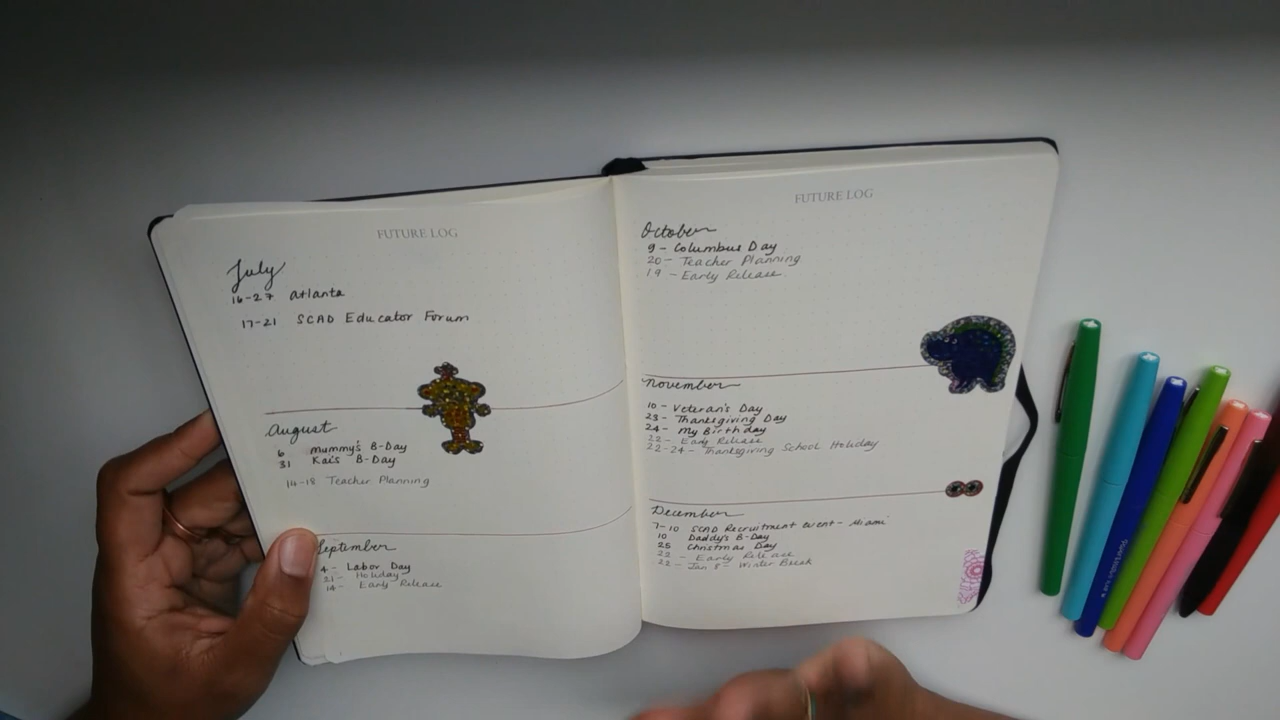 FUTURE LOG
July
16-27 Atlanta
17-21 SCAD Educator Forum
August
6 Mummy's B-Day
31 Kai's B-Day
14-18 Teacher Planning
September
4 - Labor Day
21 - Holiday
14 - Early Release
FUTURE LOG
October
9 - Columbus Day
20 - Teacher Planning
19 - Early Release
November
10 - Veteran's Day
23 - Thanksgiving Day
24 - My Birthday
22 - Early Release
22-24 - Thanksgiving School Holiday
December
7-10 SCAD Recruitment event - Miami
10 Daddy's B-Day
25 Christmas Day
22 - Early Release
22 - Jan 8 - Winter Break